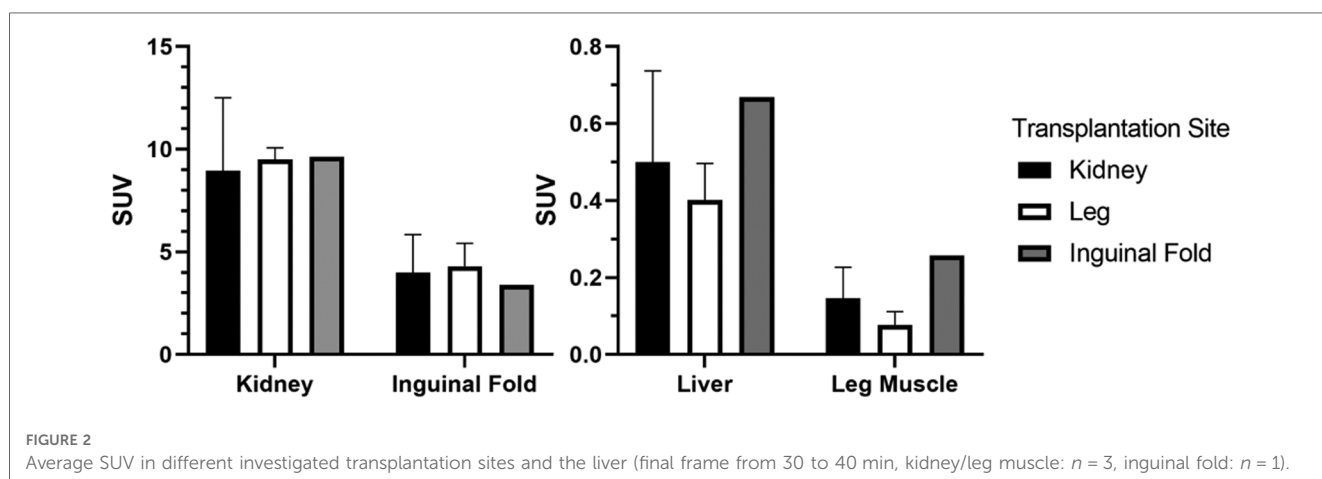 15
10
5
0
SUV
Kidney
Inguinal Fold
0.8
0.6
0.4
0.2
0.0
SUV
Liver
Leg Muscle
Transplantation Site
Kidney
Leg
Inguinal Fold
FIGURE 2
Average SUV in different investigated transplantation sites and the liver (final frame from 30 to 40 min, kidney/leg muscle: n = 3, inguinal fold: n = 1).